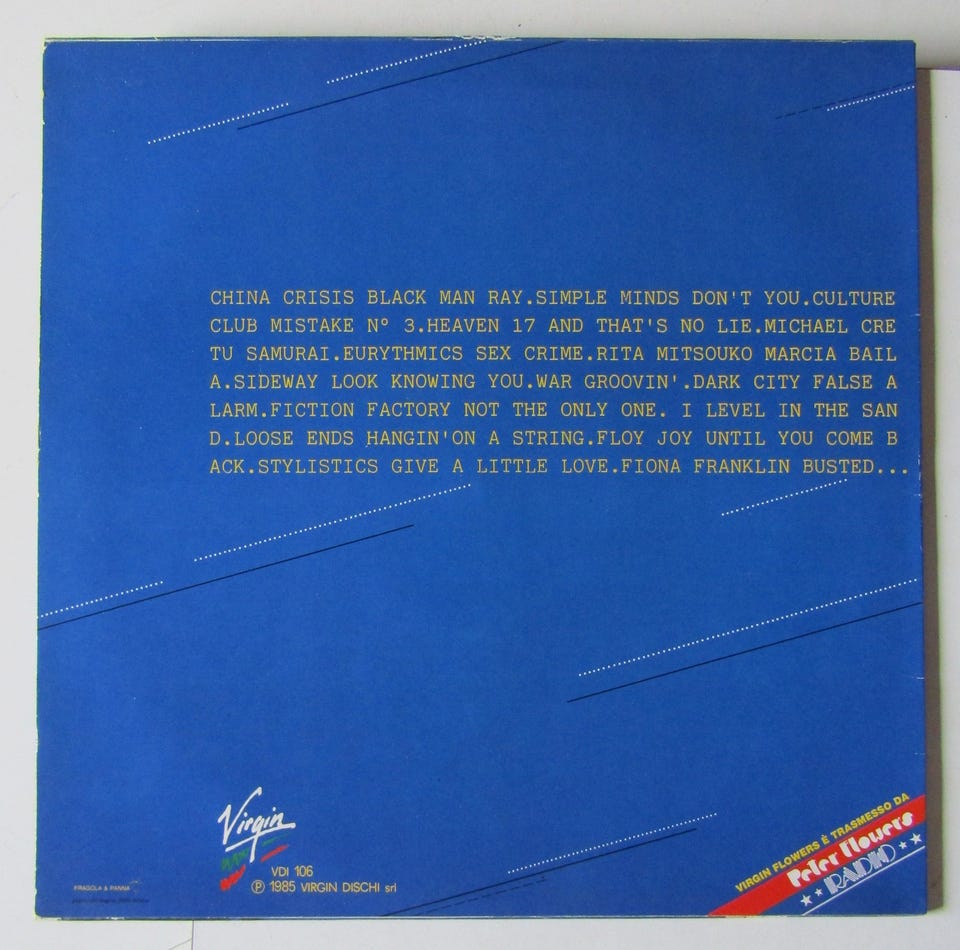 CHINA CRISIS BLACK MAN RAY.SIMPLE MINDS DON'T YOU.CULTURE
CLUB MISTAKE Nº 3.HEAVEN 17 AND THAT'S NO LIE.MICHAEL CRE
TU SAMURAI.EURYTHMICS SEX CRIME.RITA MITSOUKO MARCIA BAIL
A.SIDEWAY LOOK KNOWING YOU.WAR GROOVIN'.DARK CITY FALSE A
LARM.FICTION FACTORY NOT THE ONLY ONE. I LEVEL IN THE SAN
D.LOOSE ENDS HANGIN'ON A STRING.FLOY JOY UNTIL YOU COME B
ACK.STYLISTICS GIVE A LITTLE LOVE.FIONA FRANKLIN BUSTED...
Virgin
VDI 106
℗ 1985 VIRGIN DISCHI srl
FRAGOLA & PANNA
VIRGIN FLOWERS È TRASMESSO DA
Peter Flowers
RADIO